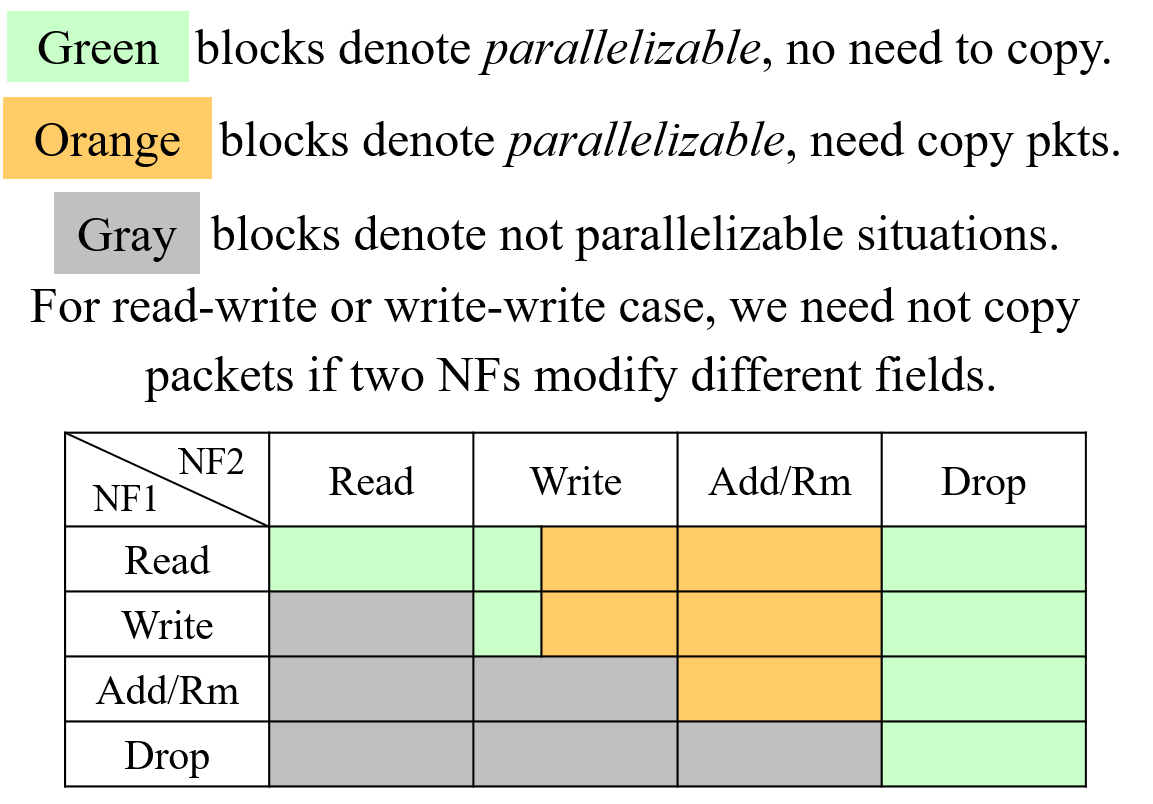 Green blocks denote parallelizable, no need to copy.
Orange blocks denote parallelizable, need copy pkts.
Gray blocks denote not parallelizable situations.
For read-write or write-write case, we need not copy
packets if two NFs modify different fields.
NF2
NF1
Read Write Add/Rm Drop
Read
Write
Add/Rm
Drop